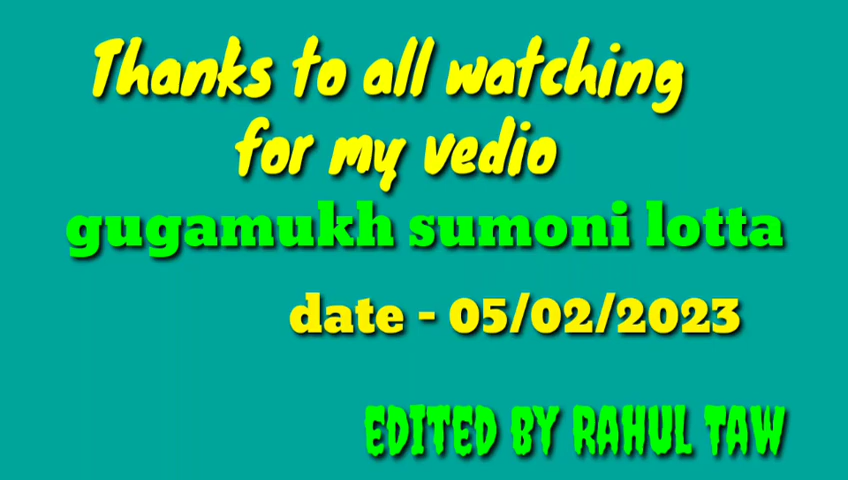 Thanks to all watching
for my vedio
gugamukh sumoni lotta
date - 05/02/2023
EDITED BY RAHUL TAW